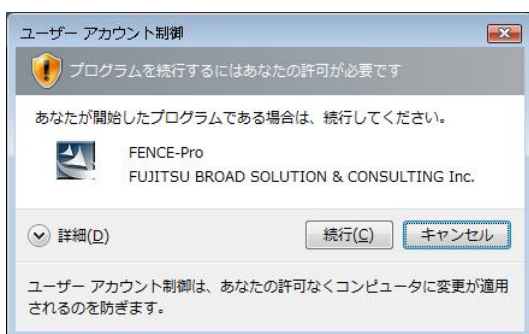 ユーザー アカウント制御
プログラムを続行するにはあなたの許可が必要です
あなたが開始したプログラムである場合は、続行してください。
FENCE-Pro
FUJITSU BROAD SOLUTION & CONSULTING Inc.
詳細(D)
続行(C)
キャンセル
ユーザー アカウント制御は、あなたの許可なくコンピュータに変更が適用
されるのを防ぎます。